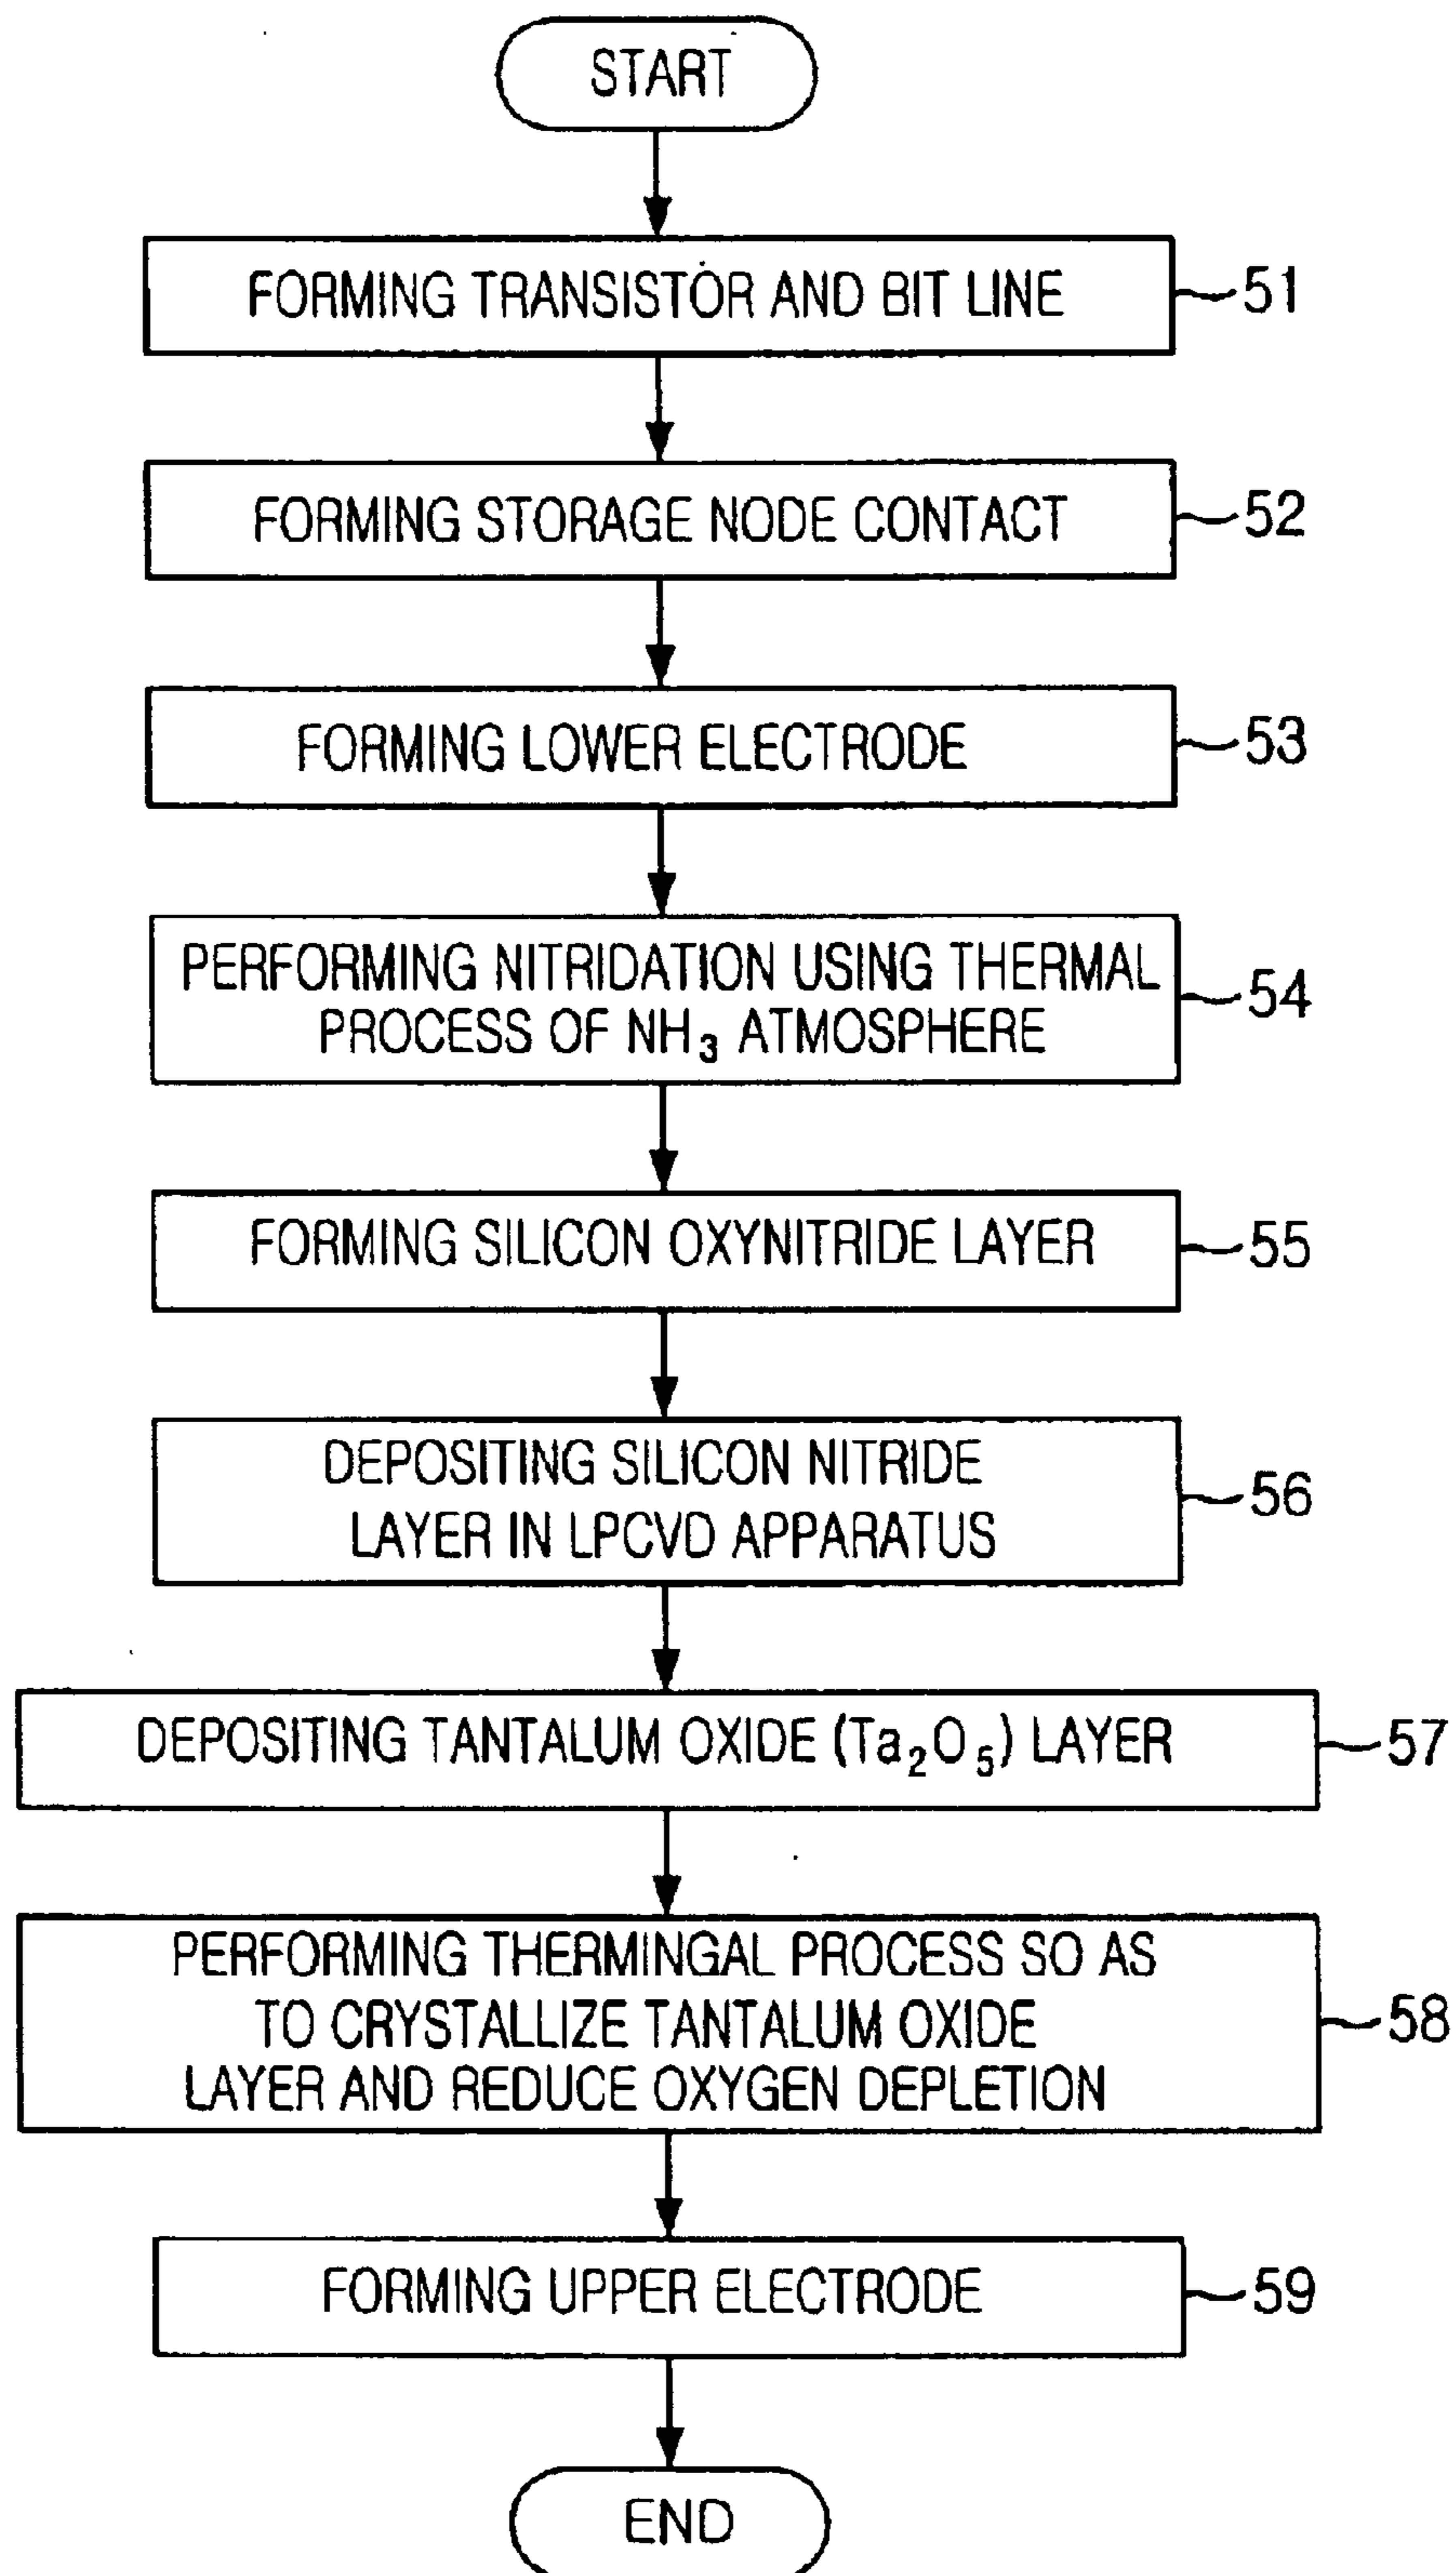 START
FORMING TRANSISTOR AND BIT LINE
51
FORMING STORAGE NODE CONTACT
52
FORMING LOWER ELECTRODE
53
PERFORMING NITRIDATION USING THERMAL
PROCESS OF NH₃ ATMOSPHERE
54
FORMING SILICON OXYNITRIDE LAYER
55
DEPOSITING SILICON NITRIDE
LAYER IN LPCVD APPARATUS
56
DEPOSITING TANTALUM OXIDE (Ta₂O₅) LAYER
57
PERFORMING THERMINGAL PROCESS SO AS
TO CRYSTALLIZE TANTALUM OXIDE
LAYER AND REDUCE OXYGEN DEPLETION
58
FORMING UPPER ELECTRODE
59
END